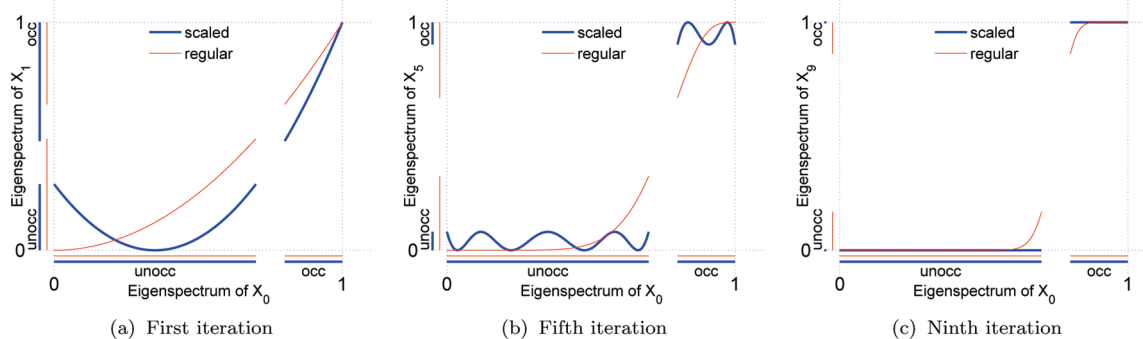 1
occ
Eigenspectrum of X1
unocc
0
scaled
regular
unocc
occ
0
Eigenspectrum of X0
1
(a) First iteration
1
occ
Eigenspectrum of X5
unocc
0
scaled
regular
unocc
occ
0
Eigenspectrum of X0
1
(b) Fifth iteration
1
occ
Eigenspectrum of X9
unocc
0
scaled
regular
unocc
occ
0
Eigenspectrum of X0
1
(c) Ninth iteration